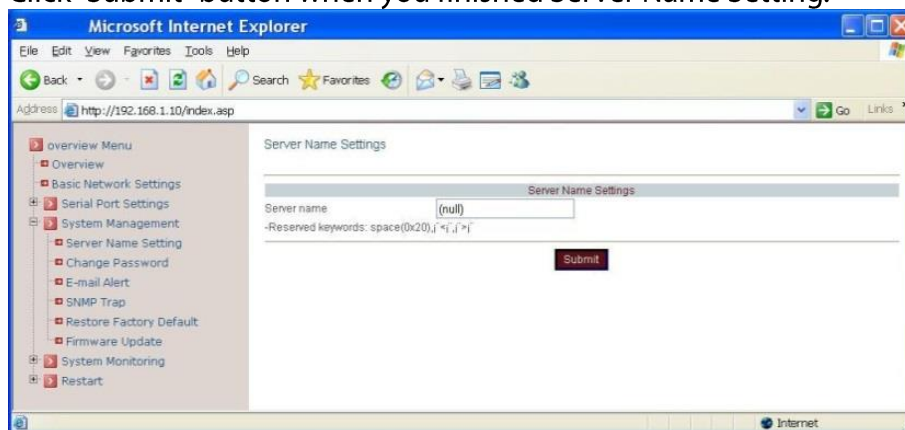 Click "Submit" button when you finished Server Name Setting.
Microsoft Internet Explorer
File Edit View Favorites Tools Help
Back Search Favorites
Address http://192.168.1.10/index.asp Go Links
overview Menu
Overview
Basic Network Settings
Serial Port Settings
System Management
Server Name Setting
Change Password
E-mail Alert
SNMP Trap
Restore Factory Default
Firmware Update
System Monitoring
Restart
Server Name Settings
Server Name Settings
Server name (null)
-Reserved keywords: space(0x20),¡¯<¡¯,¡¯>¡¯
Submit
Internet